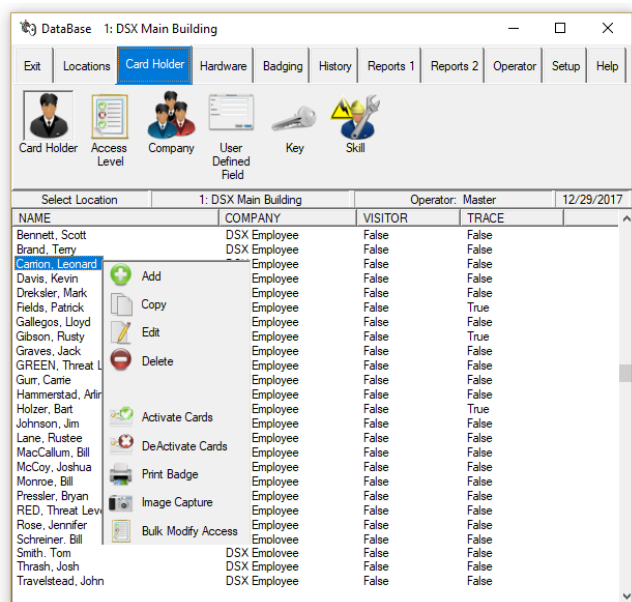 DataBase 1: DSX Main Building
Exit Locations Card Holder Hardware Badging History Reports 1 Reports 2 Operator Setup Help
Card Holder Access Level Company User Defined Field Key Skill
Select Location 1: DSX Main Building Operator: Master 12/29/2017
NAME COMPANY VISITOR TRACE
Bennett, Scott DSX Employee False False
Brand, Terry DSX Employee False False
Carrion, Leonard Employee False False
Davis, Kevin Employee False False
Dreksler, Mark Employee False False
Fields, Patrick Employee False True
Gallegos, Lloyd Employee False False
Gibson, Rusty Employee False True
Graves, Jack Employee False False
GREEN, Threat L Employee False False
Gurr, Carrie Employee False False
Hammerstad, Arlin Employee False False
Holzer, Bart Employee False True
Johnson, Jim Employee False False
Lane, Rustee Employee False False
MacCallum, Bill Employee False False
McCoy, Joshua Employee False False
Monroe, Bill Employee False False
Pressler, Bryan Employee False False
RED, Threat Leve Employee False False
Rose, Jennifer Employee False False
Schreiner, Bill Employee False False
Smith, Tom DSX Employee False False
Thrash, Josh DSX Employee False False
Travelstead, John DSX Employee False False
Add
Copy
Edit
Delete
Activate Cards
DeActivate Cards
Print Badge
Image Capture
Bulk Modify Access